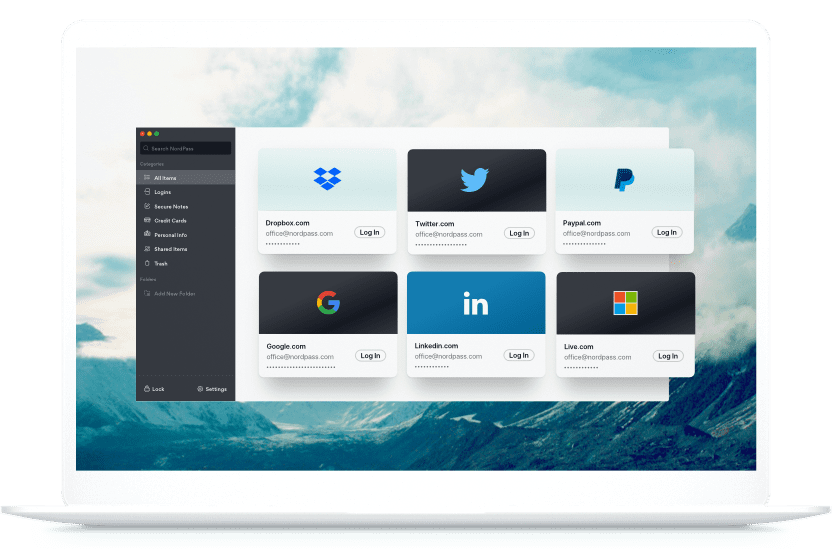 Search NordPass
Categories
All Items
Logins
Secure Notes
Credit Cards
Personal Info
Shared Items
Trash
Folders
Add New Folder
Lock
Settings
Dropbox.com
office@nordpass.com
Log In
Twitter.com
office@nordpass.com
Log In
Paypal.com
office@nordpass.com
Log In
Google.com
office@nordpass.com
Log In
in
Linkedin.com
office@nordpass.com
Log In
Live.com
office@nordpass.com
Log In